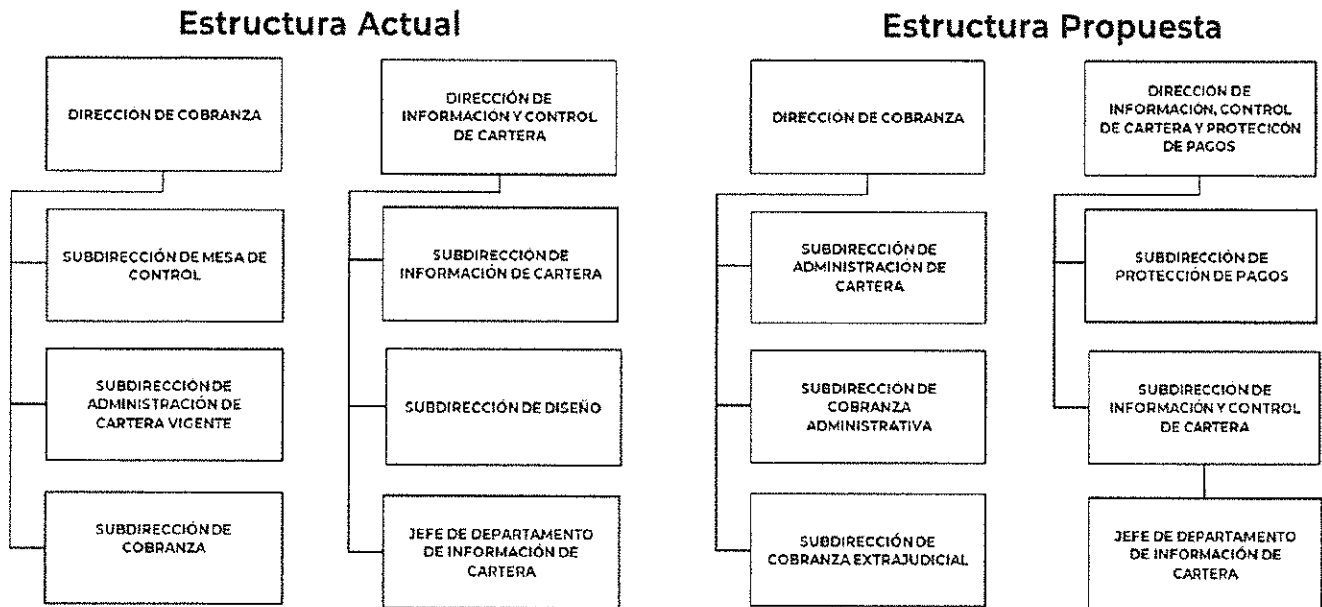 Estructura Actual
DIRECCIÓN DE COBRANZA
SUBDIRECCIÓN DE MESA DE
CONTROL
SUBDIRECCIÓN DE
ADMINISTRACIÓN DE
CARTERA VIGENTE
SUBDIRECCIÓN DE
COBRANZA
DIRECCIÓN DE
INFORMACIÓN Y CONTROL
DE CARTERA
SUBDIRECCIÓN DE
INFORMACIÓN DE CARTERA
SUBDIRECCIÓN DE DISEÑO
JEFE DE DEPARTAMENTO
DE INFORMACIÓN DE
CARTERA
Estructura Propuesta
DIRECCIÓN DE COBRANZA
SUBDIRECCIÓN DE
ADMINISTRACIÓN DE
CARTERA
SUBDIRECCIÓN DE
COBRANZA
ADMINISTRATIVA
SUBDIRECCIÓN DE
COBRANZA EXTRAJUDICIAL
DIRECCIÓN DE
INFORMACIÓN, CONTROL
DE CARTERA Y PROTECICÓN
DE PAGOS
SUBDIRECCIÓN DE
PROTECCIÓN DE PAGOS
SUBDIRECCIÓN DE
INFORMACIÓN Y CONTROL
DE CARTERA
JEFE DE DEPARTAMENTO
DE INFORMACIÓN DE
CARTERA